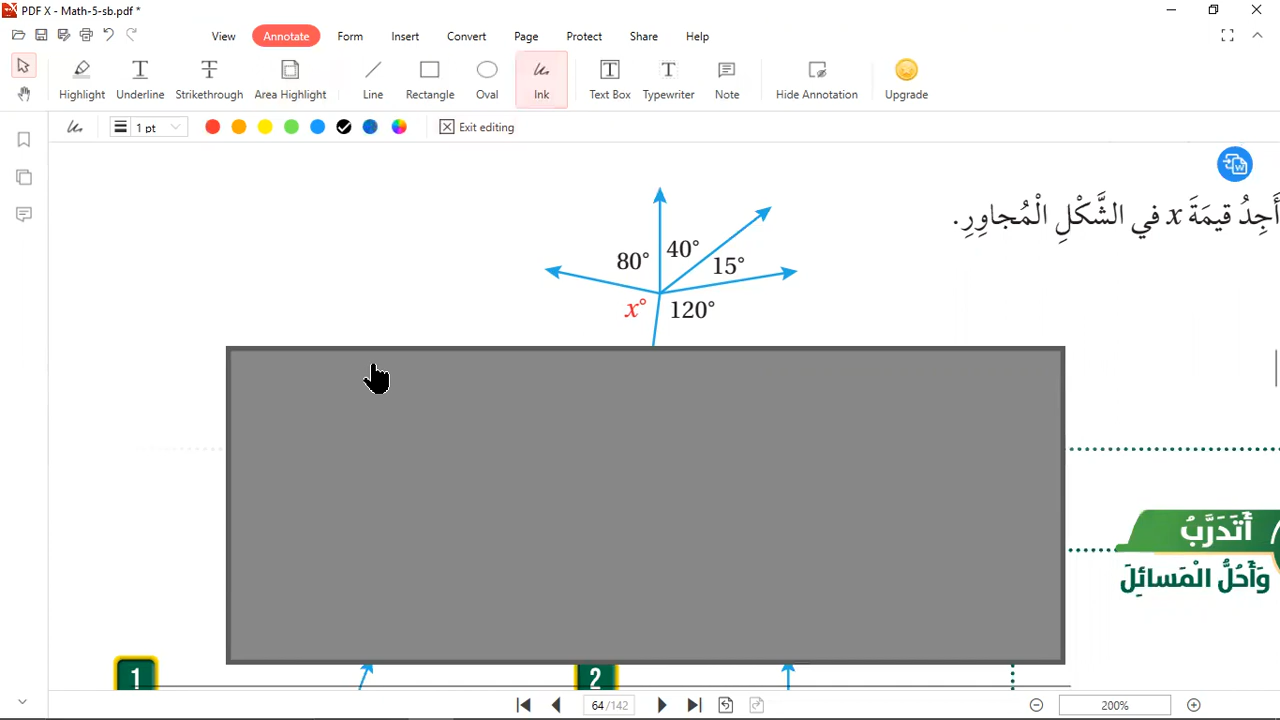 PDF X - Math-5-sb.pdf *
View Annotate Form Insert Convert Page Protect Share Help
Highlight Underline Strikethrough Area Highlight Line Rectangle Oval Ink Text Box Typewriter Note Hide Annotation Upgrade
1 pt Exit editing
أَجِدُ قيمَةَ x في الشَّكْلِ الْمُجاوِرِ.
80° 40° 15°
x° 120°
أَتَدَرَّبُ
وَأَحُلُّ الْمَسائِلَ
1 2
64 /142 200%